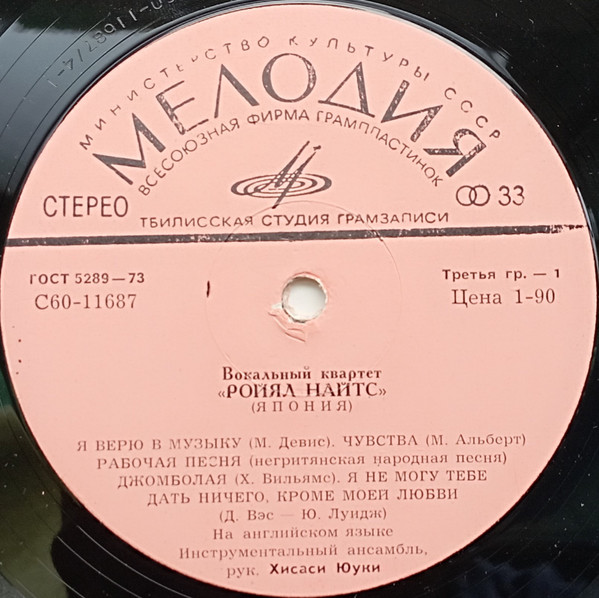 МИНИСТЕРСТВО КУЛЬТУРЫ СССР
МЕЛОДИЯ
ВСЕСОЮЗНАЯ ФИРМА ГРАМПЛАСТИНОК
СТЕРЕО
33
ТБИЛИССКАЯ СТУДИЯ ГРАМЗАПИСИ
ГОСТ 5289—73
Третья гр. — 1
С60-11687
Цена 1-90
Вокальный квартет
«РОЙЯЛ НАЙТС»
(ЯПОНИЯ)
Я ВЕРЮ В МУЗЫКУ (М. Девис). ЧУВСТВА (М. Альберт)
РАБОЧАЯ ПЕСНЯ (негритянская народная песня)
ДЖОМБОЛАЯ (Х. Вильямс). Я НЕ МОГУ ТЕБЕ
ДАТЬ НИЧЕГО, КРОМЕ МОЕЙ ЛЮБВИ
(Д. Вэс — Ю. Луидж)
На английском языке
Инструментальный ансамбль,
рук. Хисаси Юуки